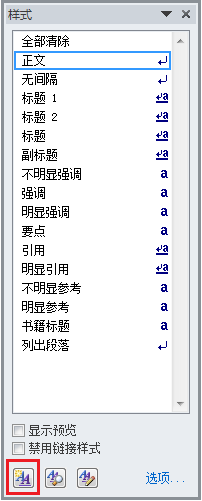 样式
全部清除
正文
无间隔
标题 1
标题 2
标题
副标题
不明显强调
强调
明显强调
要点
引用
明显引用
不明显参考
明显参考
书籍标题
列出段落
显示预览
禁用链接样式
选项...